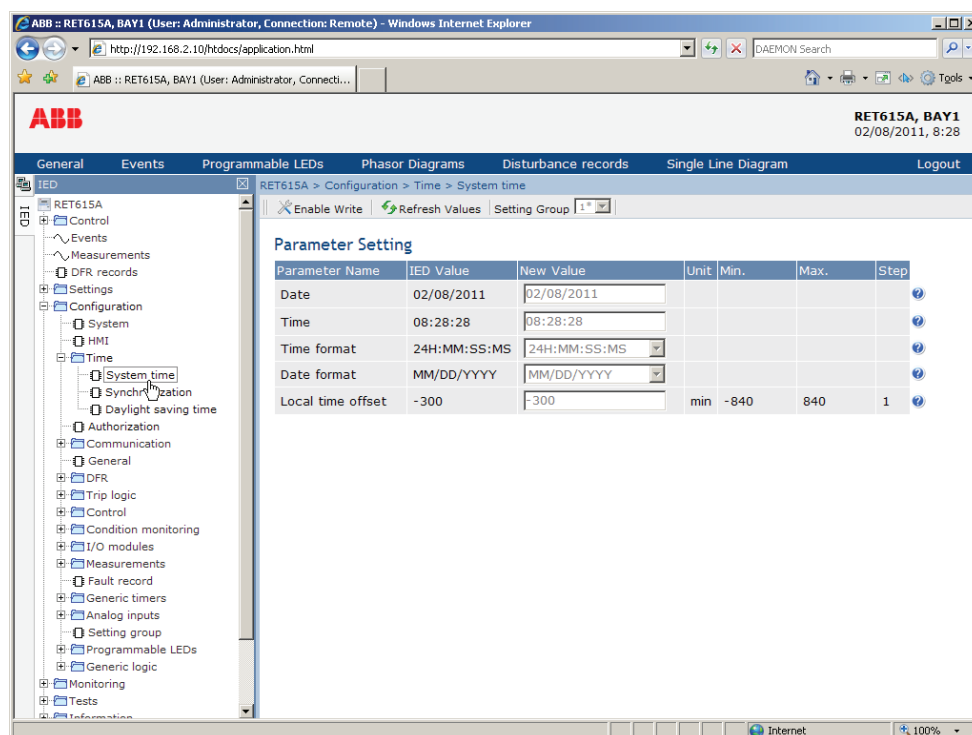 ABB :: RET615A, BAY1 (User: Administrator, Connection: Remote) - Windows Internet Explorer
http://192.168.2.10/htdocs/application.html
DAEMON Search
ABB :: RET615A, BAY1 (User: Administrator, Connecti...
Tools
ABB
RET615A, BAY1
02/08/2011, 8:28
General Events Programmable LEDs Phasor Diagrams Disturbance records Single Line Diagram Logout
IED
IED
RET615A > Configuration > Time > System time
Enable Write Refresh Values Setting Group 1*
RET615A
Control
Events
Measurements
DFR records
Settings
Configuration
System
HMI
Time
System time
Daylight saving time
Authorization
Communication
General
DFR
Trip logic
Control
Condition monitoring
I/O modules
Measurements
Fault record
Generic timers
Analog inputs
Setting group
Programmable LEDs
Generic logic
Monitoring
Tests
Information
Parameter Setting
Parameter Name IED Value New Value Unit Min. Max. Step
Date 02/08/2011 02/08/2011
Time 08:28:28 08:28:28
Time format 24H:MM:SS:MS 24H:MM:SS:MS
Date format MM/DD/YYYY MM/DD/YYYY
Local time offset -300 -300 min -840 840 1
Internet 100%